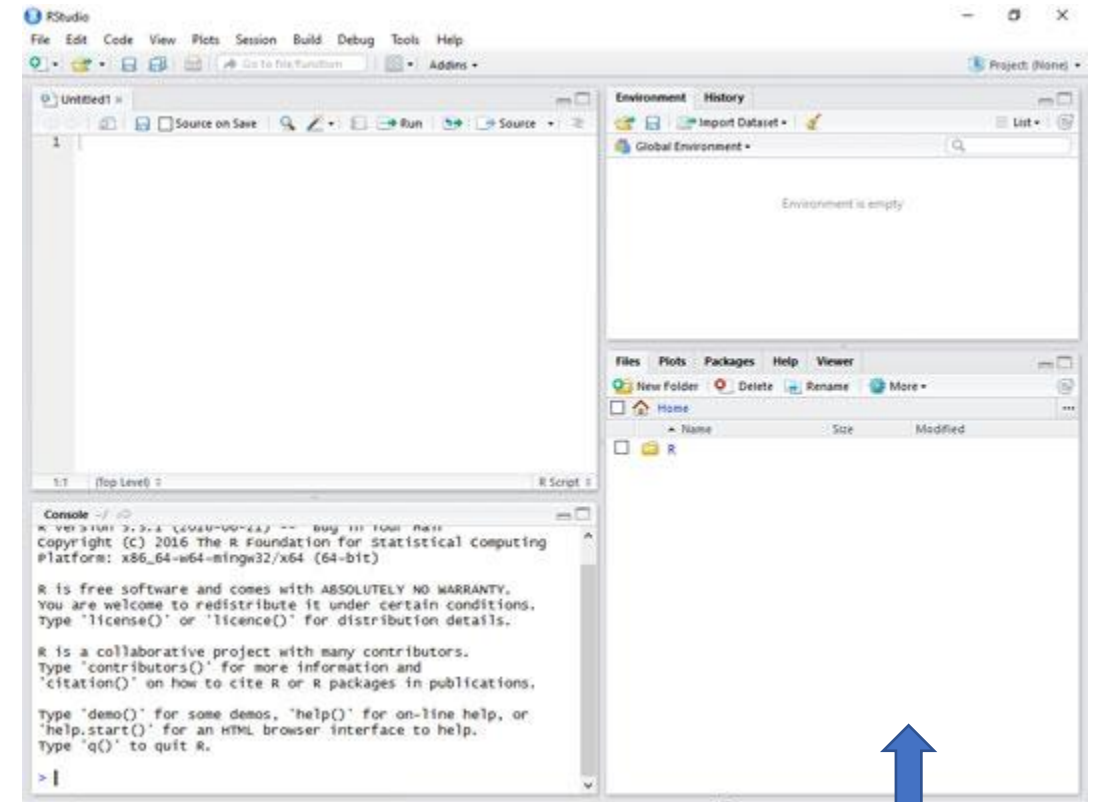 RStudio
File Edit Code View Plots Session Build Debug Tools Help
Go to file/function Addins Project: (None)
Untitled1
Source on Save Run Source
1
1:1 (Top Level) R Script
Console ~/
Copyright (C) 2016 The R Foundation for Statistical Computing
Platform: x86_64-w64-mingw32/x64 (64-bit)
R is free software and comes with ABSOLUTELY NO WARRANTY.
You are welcome to redistribute it under certain conditions.
Type 'license()' or 'licence()' for distribution details.
R is a collaborative project with many contributors.
Type 'contributors()' for more information and
'citation()' on how to cite R or R packages in publications.
Type 'demo()' for some demos, 'help()' for on-line help, or
'help.start()' for an HTML browser interface to help.
Type 'q()' to quit R.
>
Environment History
Import Dataset List
Global Environment
Environment is empty
Files Plots Packages Help Viewer
New Folder Delete Rename More
Home
Name Size Modified
R